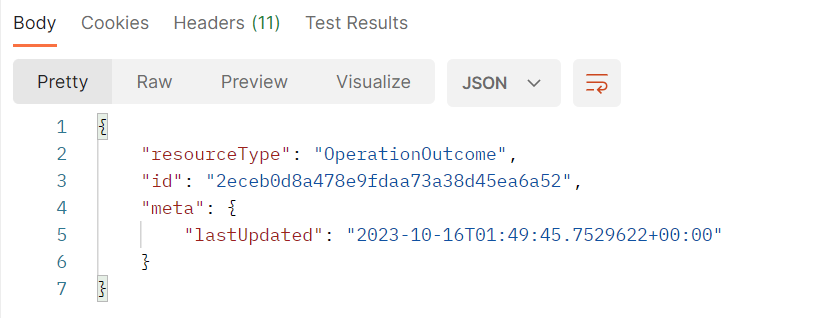 Body Cookies Headers (11) Test Results
Pretty Raw Preview Visualize JSON
1 {
2 "resourceType": "OperationOutcome",
3 "id": "2eceb0d8a478e9fdaa73a38d45ea6a52",
4 "meta": {
5 "lastUpdated": "2023-10-16T01:49:45.7529622+00:00"
6 }
7 }